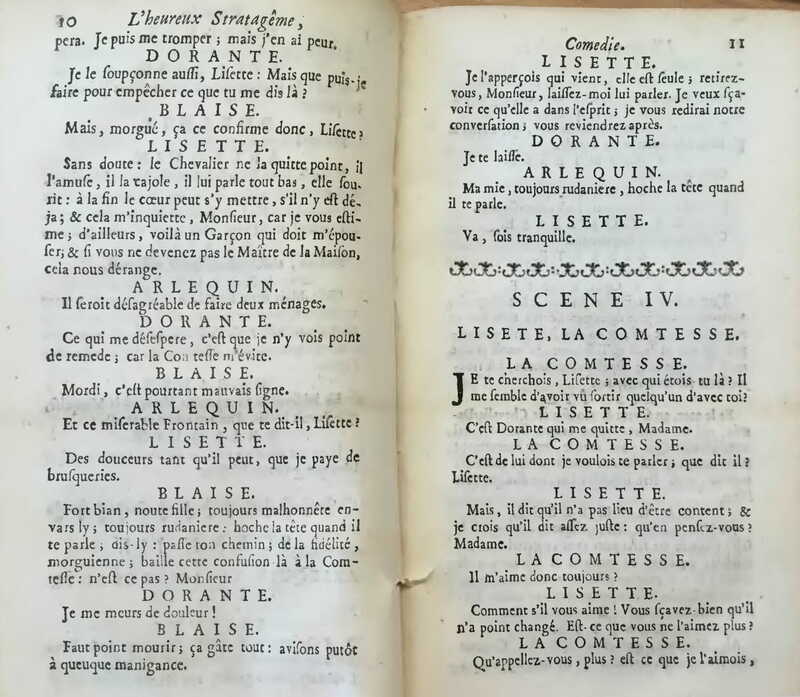 10 L'heureux Stratagême,
pera. Je puis me tromper ; mais j'en ai peur.
DORANTE.
Je le ſoupçonne auſſi, Liſette : Mais que puis-je
faire pour empêcher ce que tu me dis là ?
BLAISE.
Mais, morgué, ça ce confirme donc, Liſette ?
LISETTE.
Sans doute : le Chevalier ne la quitte point, il
l'amuſe, il la cajole, il lui parle tout bas, elle ſou-
rit : à la fin le cœur peut s'y mettre, s'il n'y eſt dé-
ja ; & cela m'inquiette, Monſieur, car je vous eſti-
me ; d'ailleurs, voilà un Garçon qui doit m'épou-
ſer; & ſi vous ne devenez pas le Maître de la Maiſon,
cela nous dérange.
ARLEQUIN.
Il ſeroit déſagréable de faire deux ménages.
DORANTE.
Ce qui me déſeſpere, c'eſt que je n'y vois point
de remede ; car la Con teſſe m'évite.
BLAISE.
Mordi, c'eſt pourtant mauvais ſigne.
ARLEQUIN.
Et ce miſerable Frontain, que te dit-il, Liſette ?
LISETTE.
Des douceurs tant qu'il peut, que je paye de
bruſqueries.
BLAISE.
Fort bian, noute fille ; toujours malhonnête en-
vars ly ; toujours rudaniere : hoche la tête quand il
te parle ; dis-ly : paſſe ton chemin ; de la fidélité,
morguienne ; baille cette confuſion là à la Com-
teſſe : n'eſt ce pas ? Monſieur
DORANTE.
Je me meurs de douleur !
BLAISE.
Faut point mourir ; ça gâte tout : aviſons putôt
à queuque manigance.
Comedie. 11
LISETTE.
Je l'apperçois qui vient, elle eſt ſeule ; retirez-
vous, Monſieur, laiſſez-moi lui parler. Je veux ſça-
voir ce qu'elle a dans l'eſprit ; je vous redirai notre
converſation ; vous reviendrez après.
DORANTE.
Je te laiſſe.
ARLEQUIN.
Ma mie, toujours rudaniere, hoche la tête quand
il te parle.
LISETTE.
Va, ſois tranquille.
SCENE IV.
LISETE, LA COMTESSE.
LA COMTESSE.
JE te cherchois, Liſette ; avec qui étois-tu là ? Il
me ſemble d'avoir vû ſortir quelqu'un d'avec toi ?
LISETTE.
C'eſt Dorante qui me quitte, Madame.
LA COMTESSE.
C'eſt de lui dont je voulois te parler ; que dit il ?
Liſette.
LISETTE.
Mais, il dit qu'il n'a pas lieu d'être content ; &
je crois qu'il dit aſſez juſte : qu'en penſez-vous ?
Madame.
LA COMTESSE.
Il m'aime donc toujours ?
LISETTE.
Comment s'il vous aime ! Vous ſçavez-bien qu'il
n'a point changé. Eſt-ce que vous ne l'aimez plus ?
LA COMTESSE.
Qu'appellez-vous, plus ? eſt ce que je l'aimois,